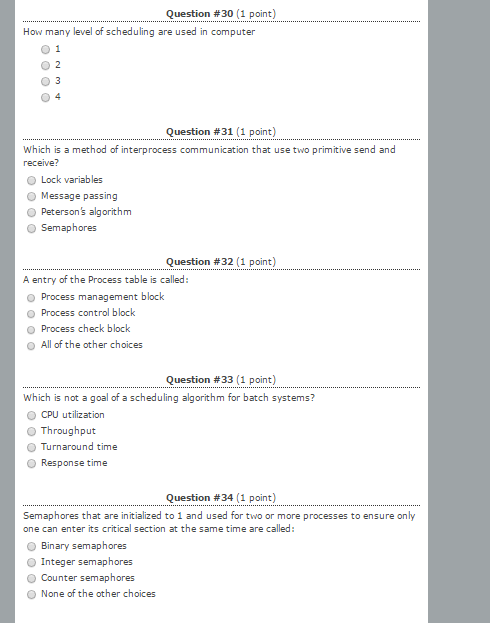 Question #30 (1 point)
How many level of scheduling are used in computer
1
2
3
4
Question #31 (1 point)
Which is a method of interprocess communication that use two primitive send and
receive?
Lock variables
Message passing
Peterson's algorithm
Semaphores
Question #32 (1 point)
A entry of the Process table is called:
Process management block
Process control block
Process check block
All of the other choices
Question #33 (1 point)
Which is not a goal of a scheduling algorithm for batch systems?
CPU utilization
Throughput
Turnaround time
Response time
Question #34 (1 point)
Semaphores that are initialized to 1 and used for two or more processes to ensure only
one can enter its critical section at the same time are called:
Binary semaphores
Integer semaphores
Counter semaphores
None of the other choices